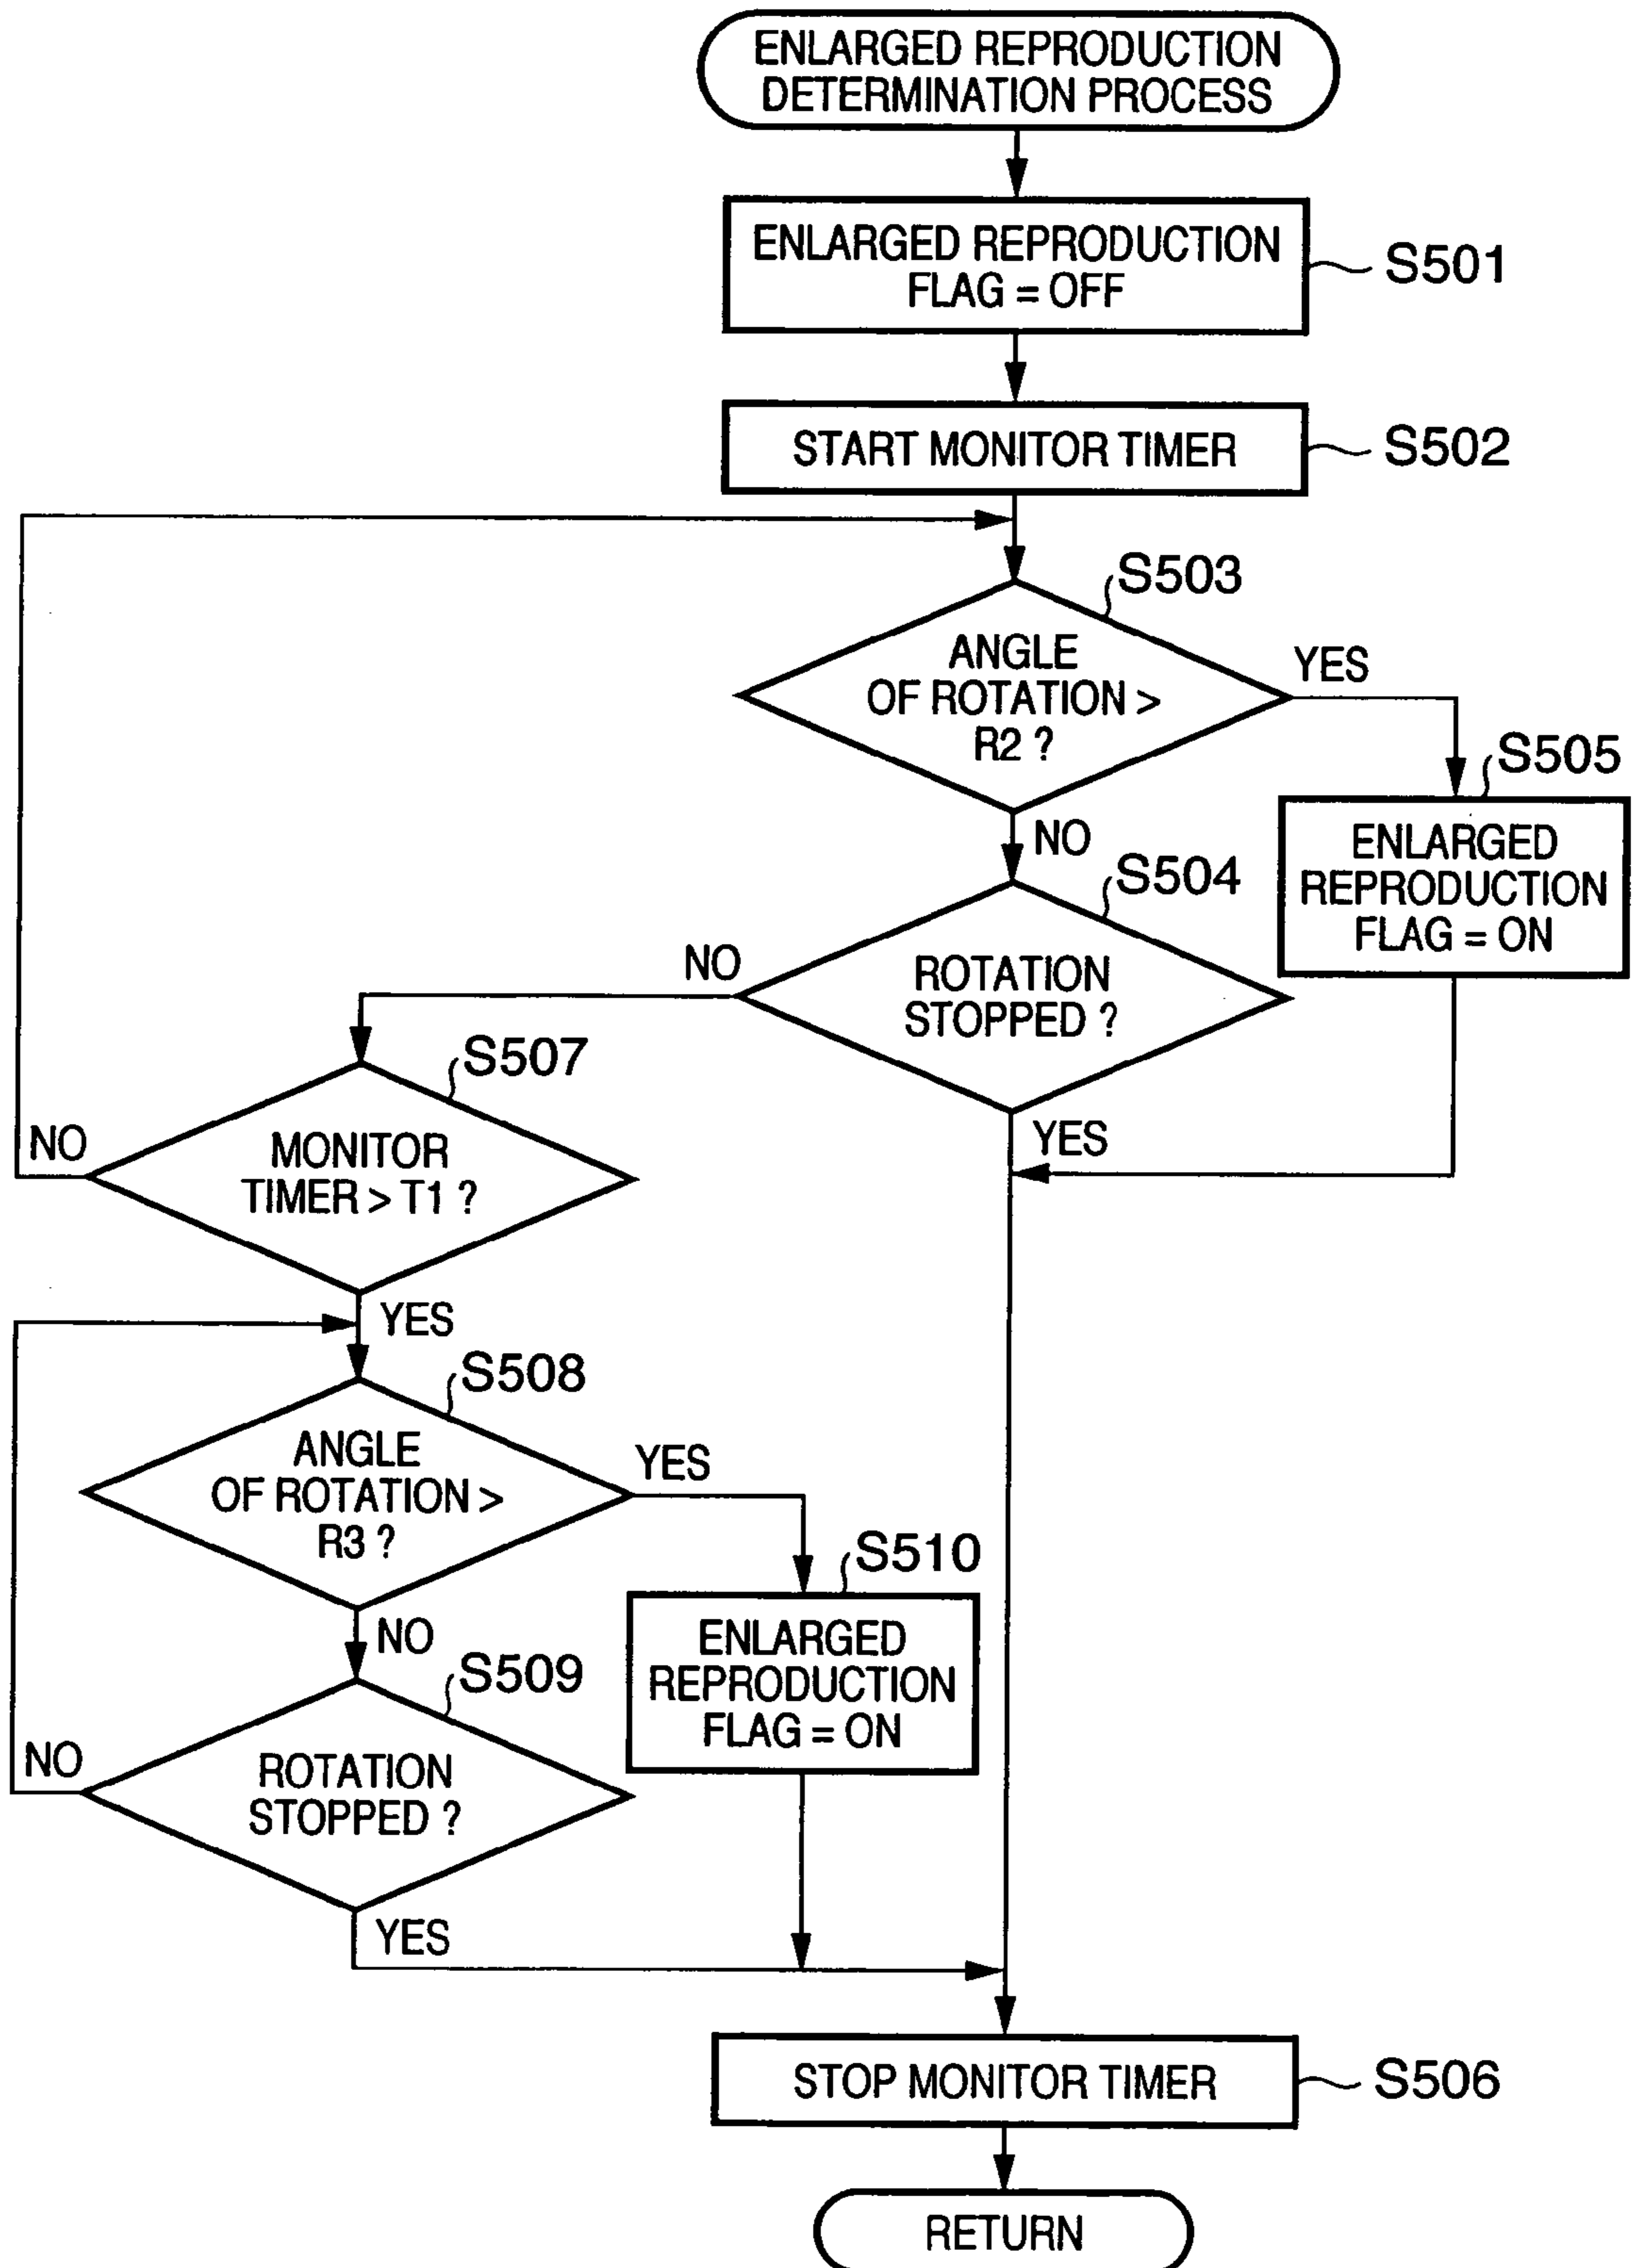 ENLARGED REPRODUCTION
DETERMINATION PROCESS
ENLARGED REPRODUCTION
FLAG = OFF
S501
START MONITOR TIMER
S502
S503
ANGLE
OF ROTATION >
R2 ?
YES
NO
S505
ENLARGED
REPRODUCTION
FLAG = ON
S504
ROTATION
STOPPED ?
NO
YES
S507
MONITOR
TIMER > T1 ?
NO
YES
S508
ANGLE
OF ROTATION >
R3 ?
YES
NO
S510
ENLARGED
REPRODUCTION
FLAG = ON
S509
ROTATION
STOPPED ?
NO
YES
STOP MONITOR TIMER
S506
RETURN